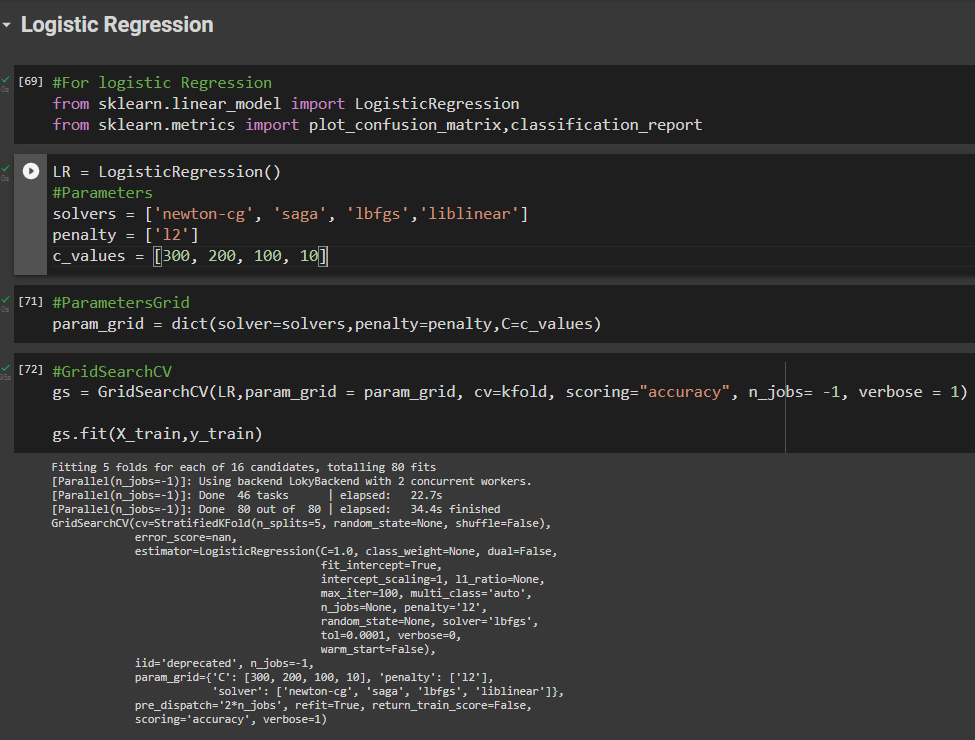 Logistic Regression
[69] #For logistic Regression
from sklearn.linear_model import LogisticRegression
from sklearn.metrics import plot_confusion_matrix,classification_report
LR = LogisticRegression()
#Parameters
solvers = ['newton-cg', 'saga', 'lbfgs','liblinear']
penalty = ['l2']
c_values = [300, 200, 100, 10]
[71] #ParametersGrid
param_grid = dict(solver=solvers,penalty=penalty,C=c_values)
[72] #GridSearchCV
gs = GridSearchCV(LR,param_grid = param_grid, cv=kfold, scoring="accuracy", n_jobs= -1, verbose = 1)
gs.fit(X_train,y_train)
Fitting 5 folds for each of 16 candidates, totalling 80 fits
[Parallel(n_jobs=-1)]: Using backend LokyBackend with 2 concurrent workers.
[Parallel(n_jobs=-1)]: Done  46 tasks      | elapsed:   22.7s
[Parallel(n_jobs=-1)]: Done  80 out of  80 | elapsed:   34.4s finished
GridSearchCV(cv=StratifiedKFold(n_splits=5, random_state=None, shuffle=False),
error_score=nan,
estimator=LogisticRegression(C=1.0, class_weight=None, dual=False,
fit_intercept=True,
intercept_scaling=1, l1_ratio=None,
max_iter=100, multi_class='auto',
n_jobs=None, penalty='l2',
random_state=None, solver='lbfgs',
tol=0.0001, verbose=0,
warm_start=False),
iid='deprecated', n_jobs=-1,
param_grid={'C': [300, 200, 100, 10], 'penalty': ['l2'],
'solver': ['newton-cg', 'saga', 'lbfgs', 'liblinear']},
pre_dispatch='2*n_jobs', refit=True, return_train_score=False,
scoring='accuracy', verbose=1)